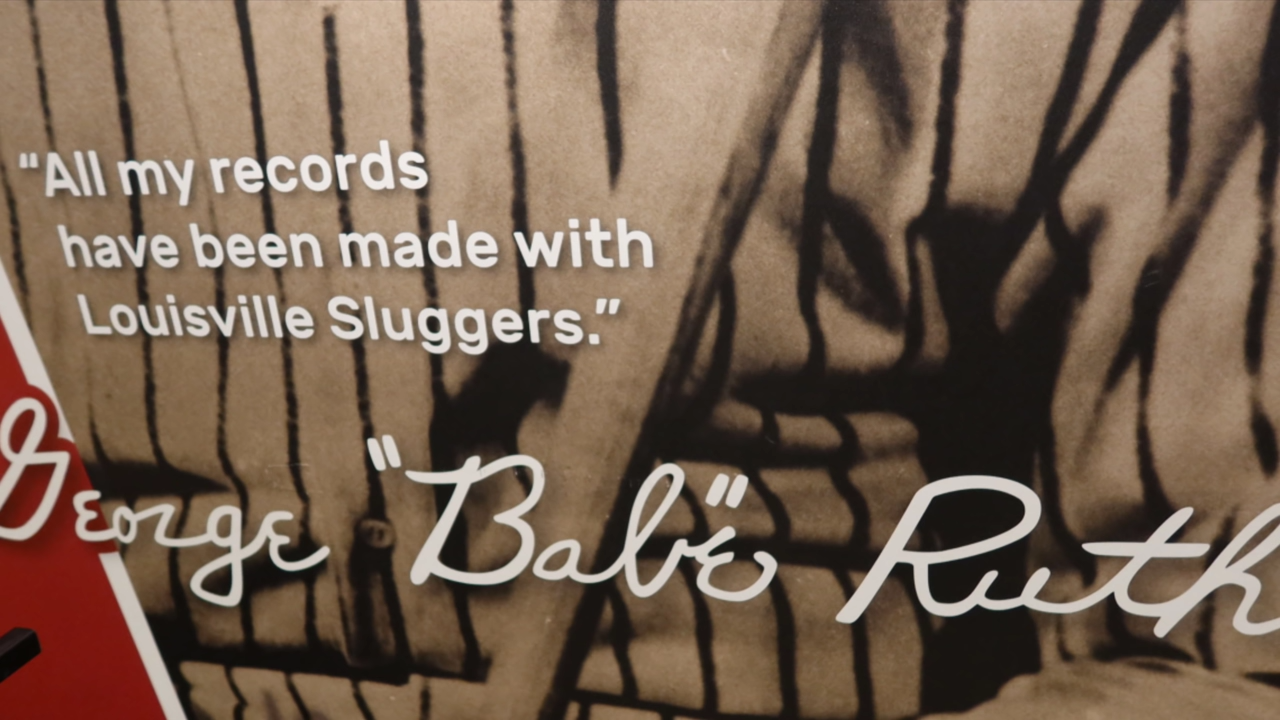 “All my records
have been made with
Louisville Sluggers.”
George "Babe" Ruth